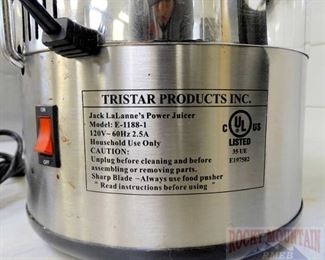 TRISTAR PRODUCTS INC.
Jack LaLanne's Power Juicer
Model: E-1188-1
120V~60Hz 2.5A
Household Use Only
CAUTION:
Unplug before cleaning and before
assembling or removing parts.
Sharp Blade - Always use food pusher
" Read instructions before using "
C UL US
LISTED
35 UE
E197582
OFF
ROCKY MOUNTAIN